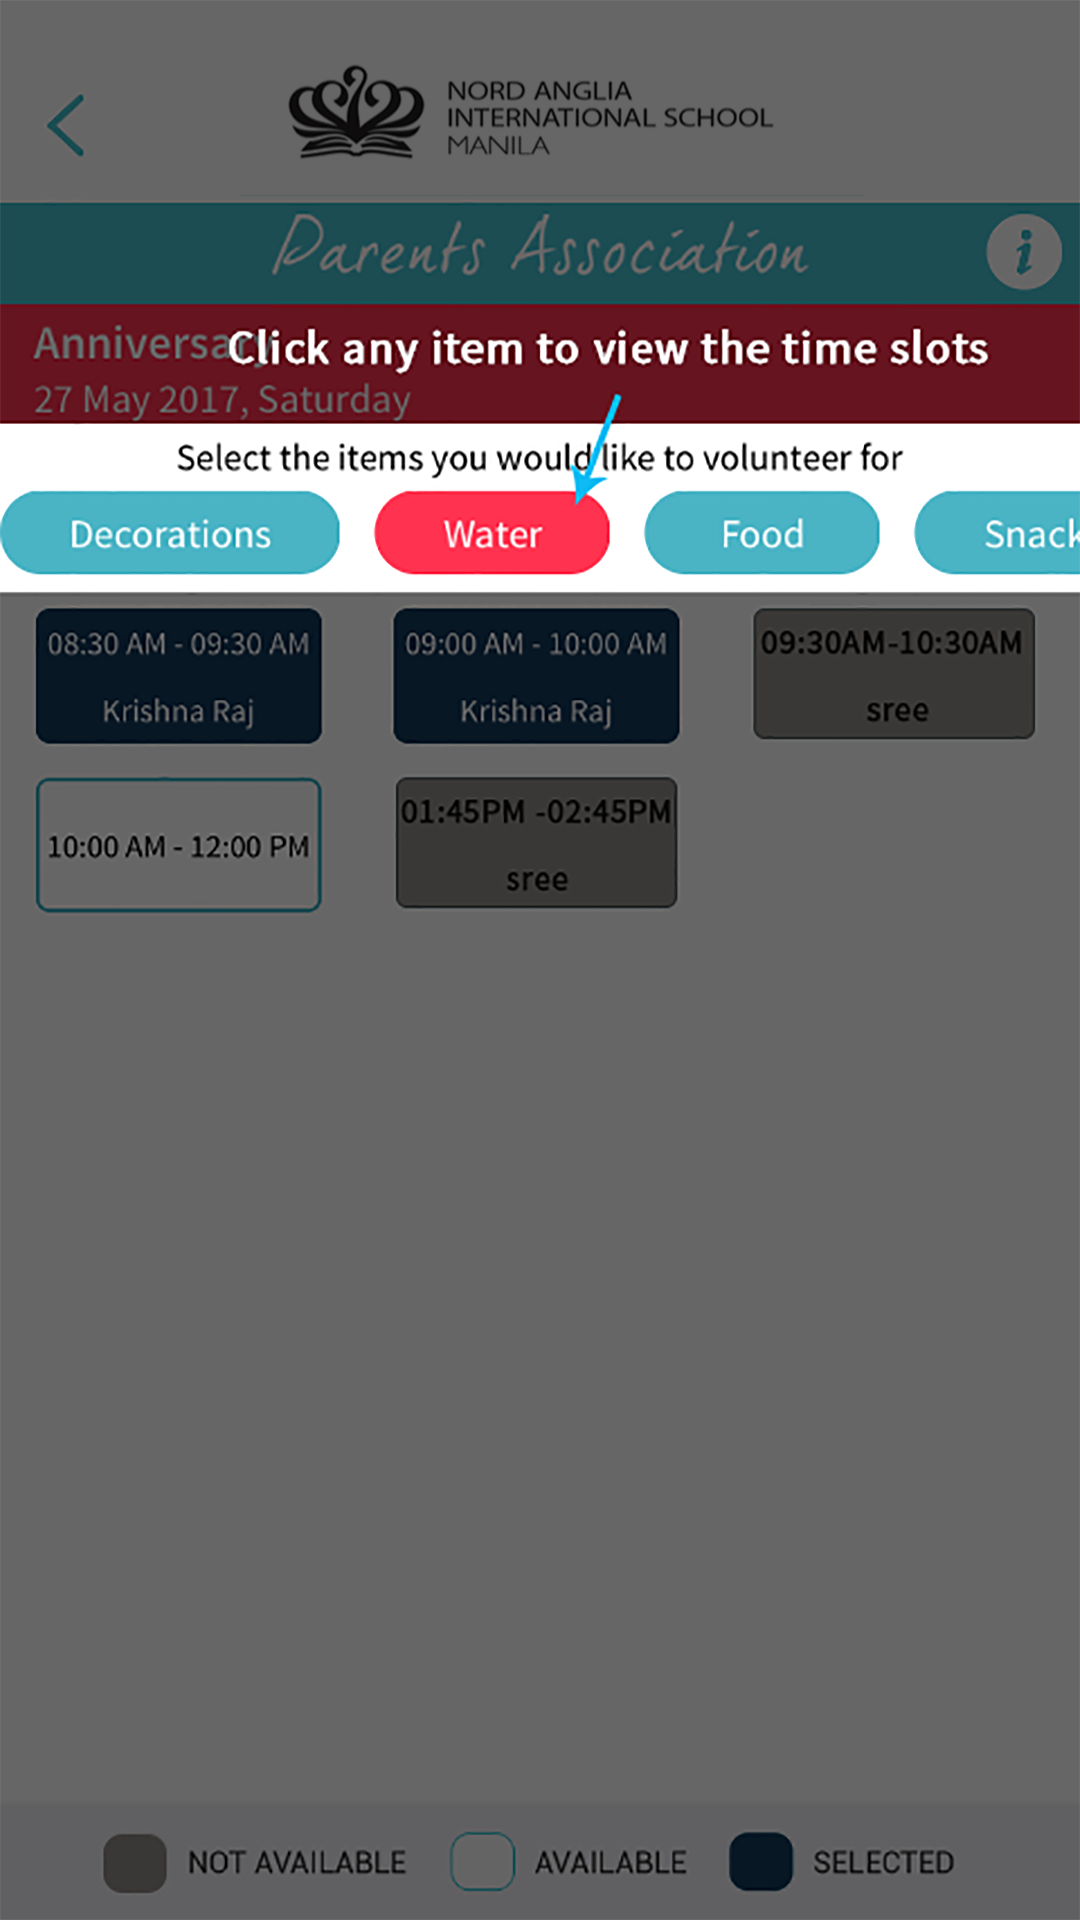 NORD ANGLIA
INTERNATIONAL SCHOOL
MANILA
Parents Association
i
Anniversary
Click any item to view the time slots
27 May 2017, Saturday
Select the items you would like to volunteer for
Decorations Water Food Snack
08:30 AM - 09:30 AM 09:00 AM - 10:00 AM 09:30AM-10:30AM
Krishna Raj Krishna Raj sree
10:00 AM - 12:00 PM 01:45PM -02:45PM
sree
NOT AVAILABLE AVAILABLE SELECTED